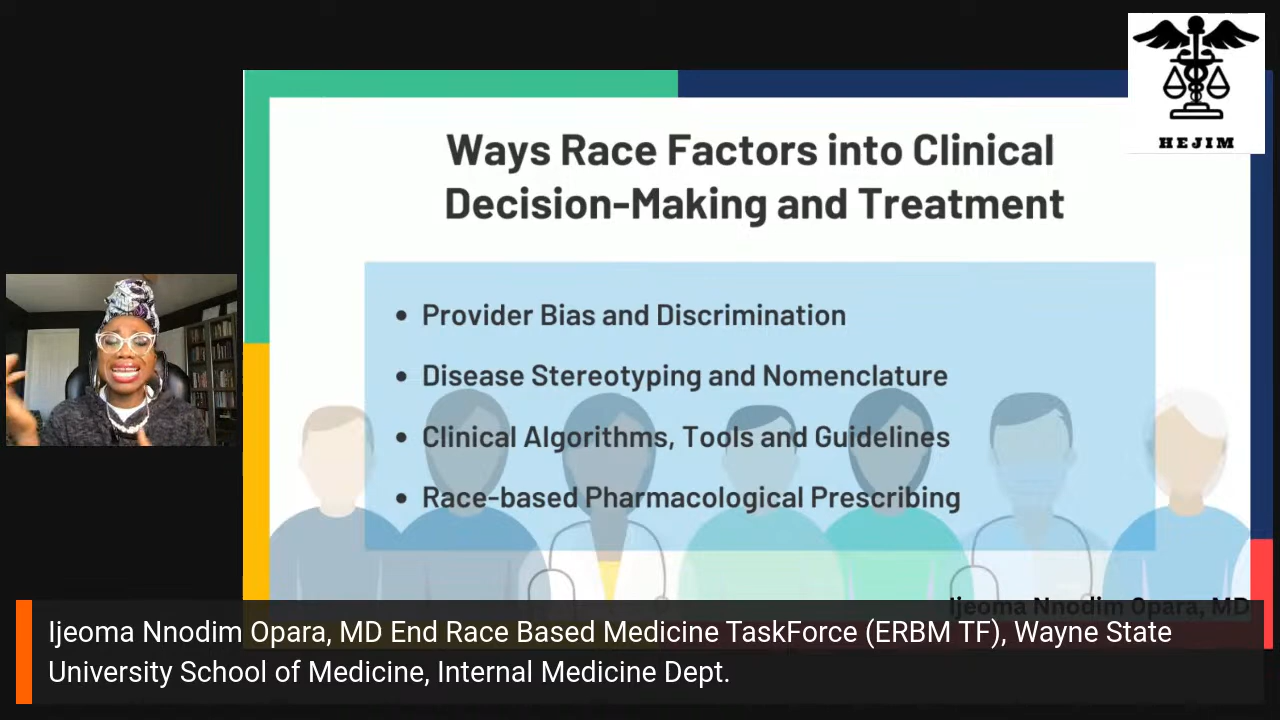 HEJIM
Ways Race Factors into Clinical
Decision-Making and Treatment
• Provider Bias and Discrimination
• Disease Stereotyping and Nomenclature
• Clinical Algorithms, Tools and Guidelines
• Race-based Pharmacological Prescribing
Ijeoma Nnodim Opara, MD
Ijeoma Nnodim Opara, MD End Race Based Medicine TaskForce (ERBM TF), Wayne State
University School of Medicine, Internal Medicine Dept.